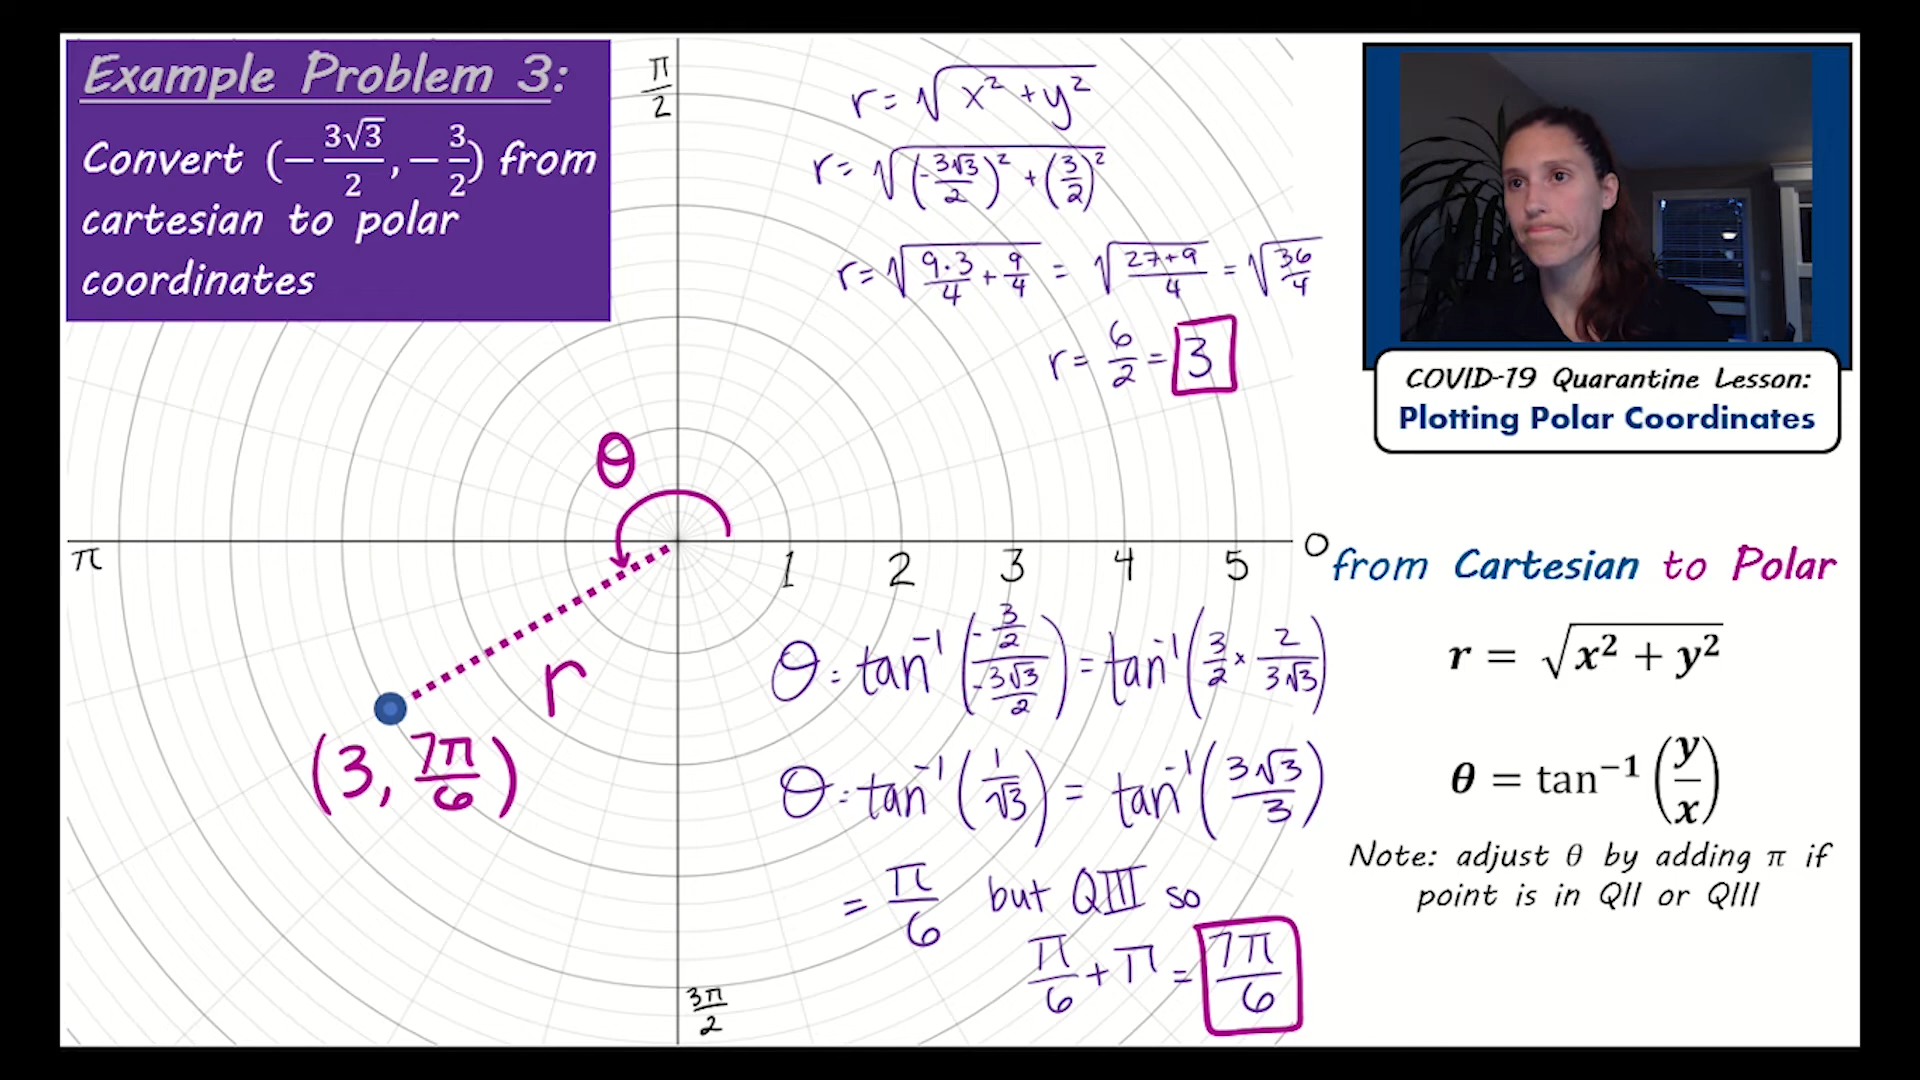 Example Problem 3:
Convert (−3√3/2, −3/2) from
cartesian to polar
coordinates
π/2
r = √(x² + y²)
r = √((-3√3/2)² + (3/2)²)
r = √(9·3/4 + 9/4) = √((27+9)/4) = √(36/4)
r = 6/2 = 3
COVID-19 Quarantine Lesson:
Plotting Polar Coordinates
θ
π
1 2 3 4 5 0
r
(3, 7π/6)
θ = tan⁻¹((-3/2)/(-3√3/2)) = tan⁻¹(3/2 × 2/3√3)
θ = tan⁻¹(1/√3) = tan⁻¹(3√3/3)
= π/6 but QIII so
π/6 + π = 7π/6
3π/2
from Cartesian to Polar
r = √(x² + y²)
θ = tan⁻¹(y/x)
Note: adjust θ by adding π if
point is in QII or QIII